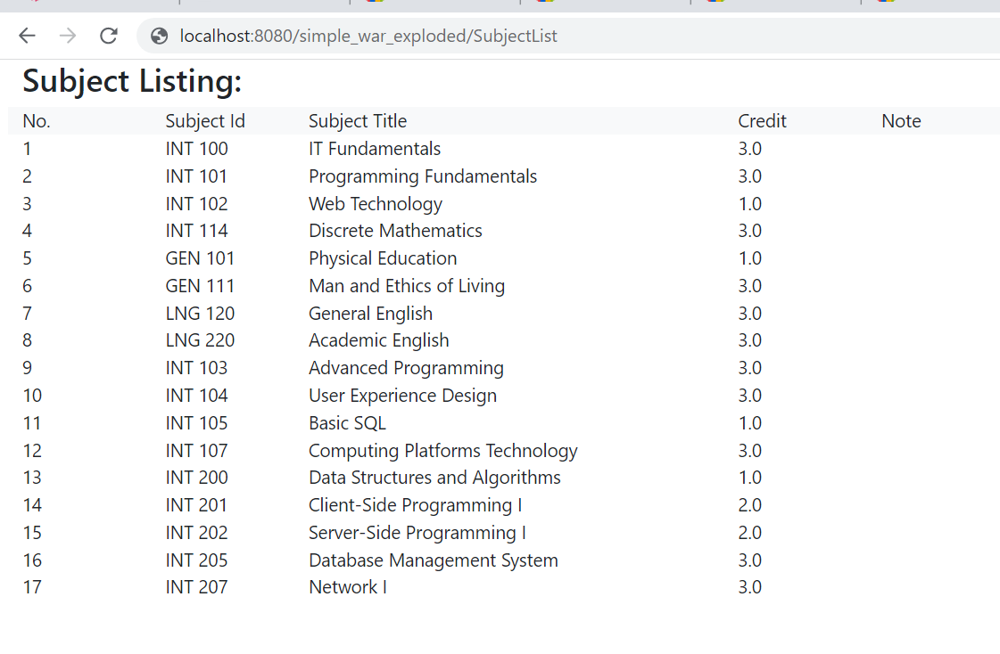 localhost:8080/simple_war_exploded/SubjectList
Subject Listing:
No. Subject Id Subject Title Credit Note
1 INT 100 IT Fundamentals 3.0
2 INT 101 Programming Fundamentals 3.0
3 INT 102 Web Technology 1.0
4 INT 114 Discrete Mathematics 3.0
5 GEN 101 Physical Education 1.0
6 GEN 111 Man and Ethics of Living 3.0
7 LNG 120 General English 3.0
8 LNG 220 Academic English 3.0
9 INT 103 Advanced Programming 3.0
10 INT 104 User Experience Design 3.0
11 INT 105 Basic SQL 1.0
12 INT 107 Computing Platforms Technology 3.0
13 INT 200 Data Structures and Algorithms 1.0
14 INT 201 Client-Side Programming I 2.0
15 INT 202 Server-Side Programming I 2.0
16 INT 205 Database Management System 3.0
17 INT 207 Network I 3.0